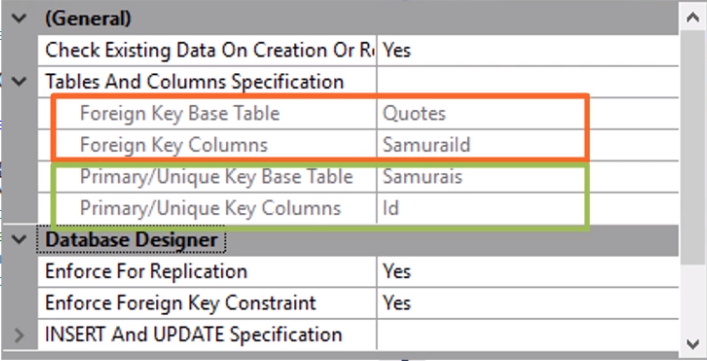 (General)
Check Existing Data On Creation Or Re Yes
Tables And Columns Specification
Foreign Key Base Table Quotes
Foreign Key Columns SamuraiId
Primary/Unique Key Base Table Samurais
Primary/Unique Key Columns Id
Database Designer
Enforce For Replication Yes
Enforce Foreign Key Constraint Yes
INSERT And UPDATE Specification